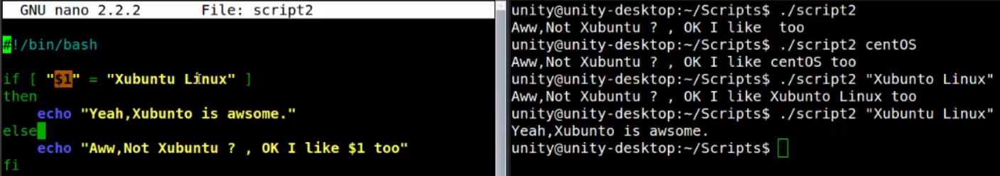 GNU nano 2.2.2 File: script2
#!/bin/bash
if [ "$1" = "Xubuntu Linux" ]
then
echo "Yeah,Xubunto is awsome."
else
echo "Aww,Not Xubuntu ? , OK I like $1 too"
fi
unity@unity-desktop:~/Scripts$ ./script2
Aww,Not Xubuntu ? , OK I like  too
unity@unity-desktop:~/Scripts$ ./script2 centOS
Aww,Not Xubuntu ? , OK I like centOS too
unity@unity-desktop:~/Scripts$ ./script2 "Xubunto Linux"
Aww,Not Xubuntu ? , OK I like Xubunto Linux too
unity@unity-desktop:~/Scripts$ ./script2 "Xubuntu Linux"
Yeah,Xubunto is awsome.
unity@unity-desktop:~/Scripts$